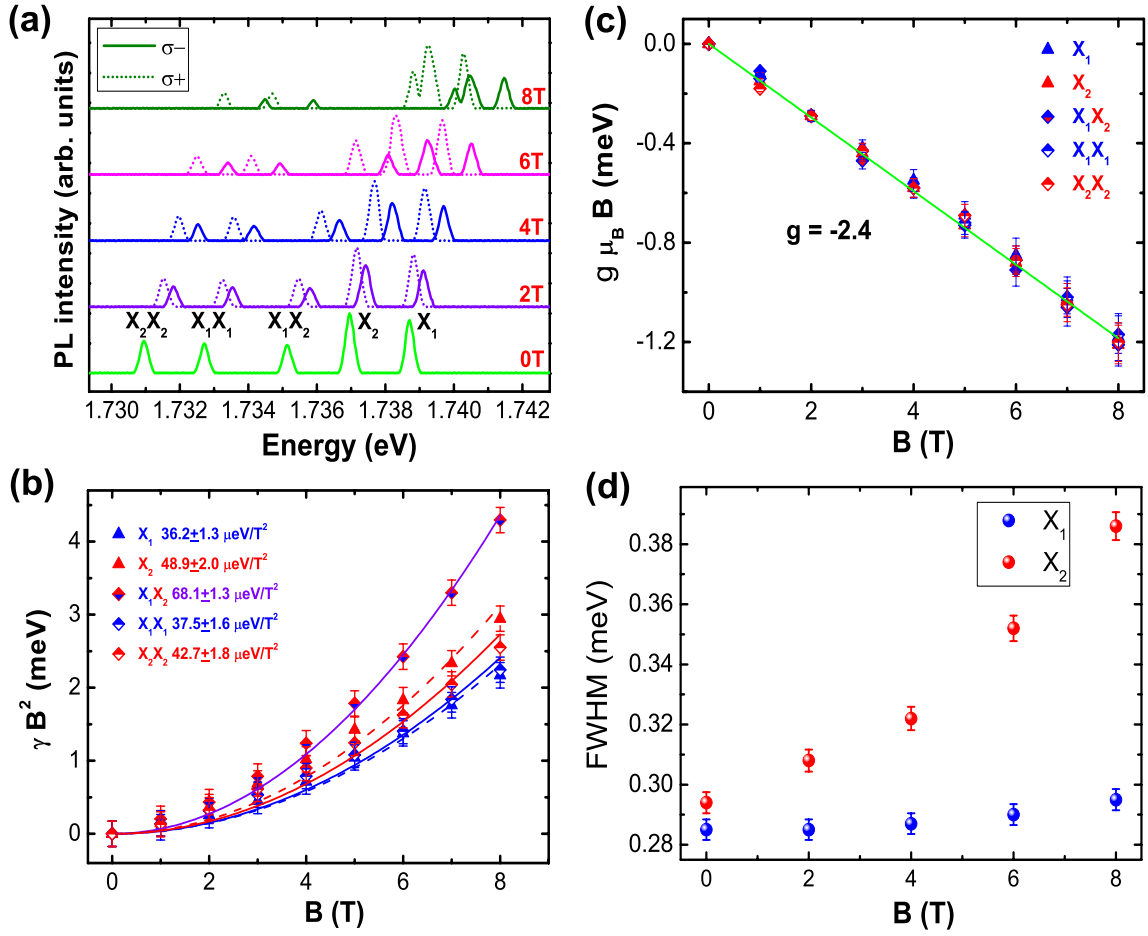 (a)
σ−
σ+
8T
6T
4T
2T
0T
X₂X₂
X₁X₁
X₁X₂
X₂
X₁
PL intensity (arb. units)
1.730 1.732 1.734 1.736 1.738 1.740 1.742
Energy (eV)
(c)
X₁
X₂
X₁X₂
X₁X₁
X₂X₂
g = -2.4
g μ_B B (meV)
0.0
-0.4
-0.8
-1.2
0 2 4 6 8
B (T)
(b)
X₁ 36.2±1.3 μeV/T²
X₂ 48.9±2.0 μeV/T²
X₁X₂ 68.1±1.3 μeV/T²
X₁X₁ 37.5±1.6 μeV/T²
X₂X₂ 42.7±1.8 μeV/T²
γ B² (meV)
4
3
2
1
0
0 2 4 6 8
B (T)
(d)
X₁
X₂
FWHM (meV)
0.38
0.36
0.34
0.32
0.30
0.28
0 2 4 6 8
B (T)